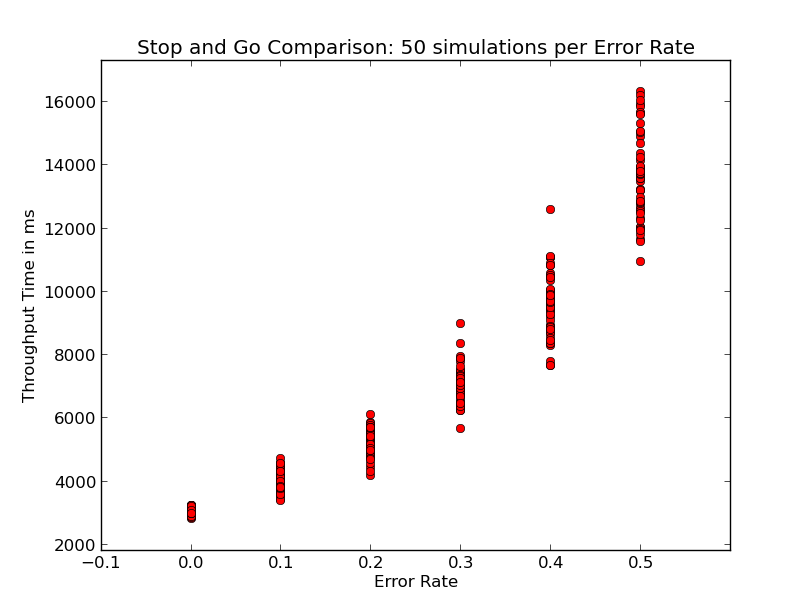 Stop and Go Comparison: 50 simulations per Error Rate
16000
14000
12000
10000
8000
6000
4000
2000
Throughput Time in ms
−0.1 0.0 0.1 0.2 0.3 0.4 0.5
Error Rate